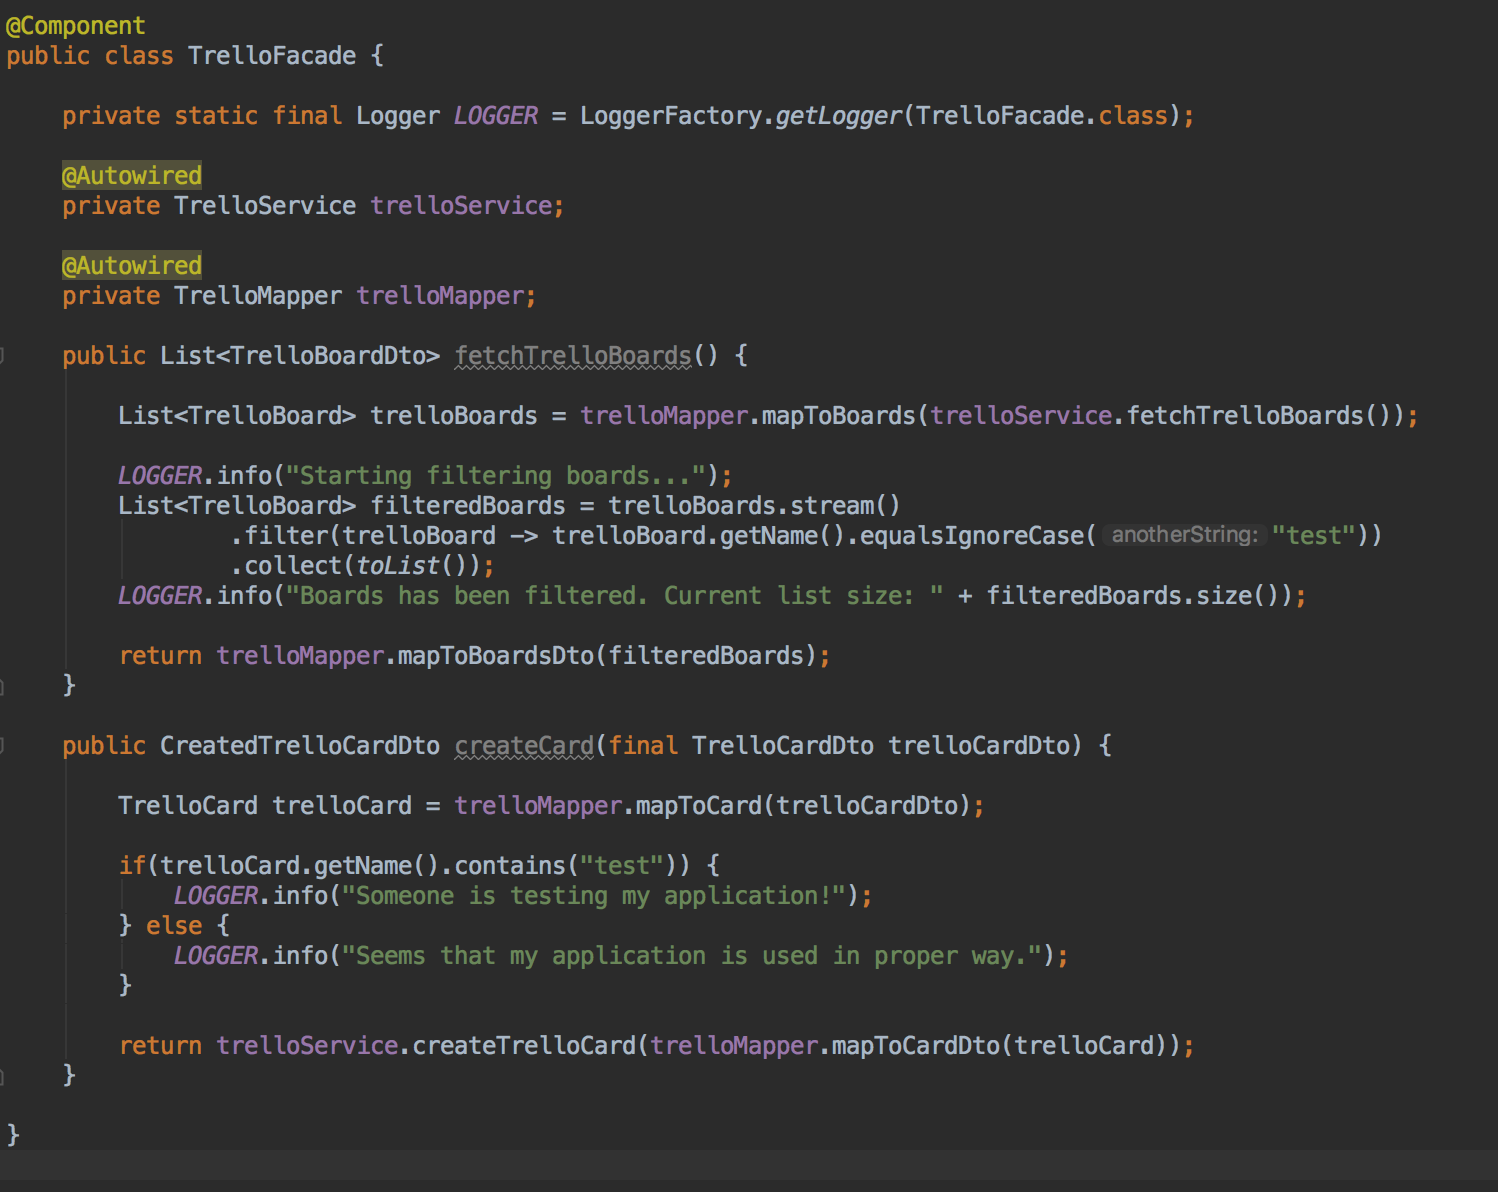 @Component
public class TrelloFacade {
private static final Logger LOGGER = LoggerFactory.getLogger(TrelloFacade.class);
@Autowired
private TrelloService trelloService;
@Autowired
private TrelloMapper trelloMapper;
public List<TrelloBoardDto> fetchTrelloBoards() {
List<TrelloBoard> trelloBoards = trelloMapper.mapToBoards(trelloService.fetchTrelloBoards());
LOGGER.info("Starting filtering boards...");
List<TrelloBoard> filteredBoards = trelloBoards.stream()
.filter(trelloBoard -> trelloBoard.getName().equalsIgnoreCase( anotherString: "test"))
.collect(toList());
LOGGER.info("Boards has been filtered. Current list size: " + filteredBoards.size());
return trelloMapper.mapToBoardsDto(filteredBoards);
}
public CreatedTrelloCardDto createCard(final TrelloCardDto trelloCardDto) {
TrelloCard trelloCard = trelloMapper.mapToCard(trelloCardDto);
if(trelloCard.getName().contains("test")) {
LOGGER.info("Someone is testing my application!");
} else {
LOGGER.info("Seems that my application is used in proper way.");
}
return trelloService.createTrelloCard(trelloMapper.mapToCardDto(trelloCard));
}
}